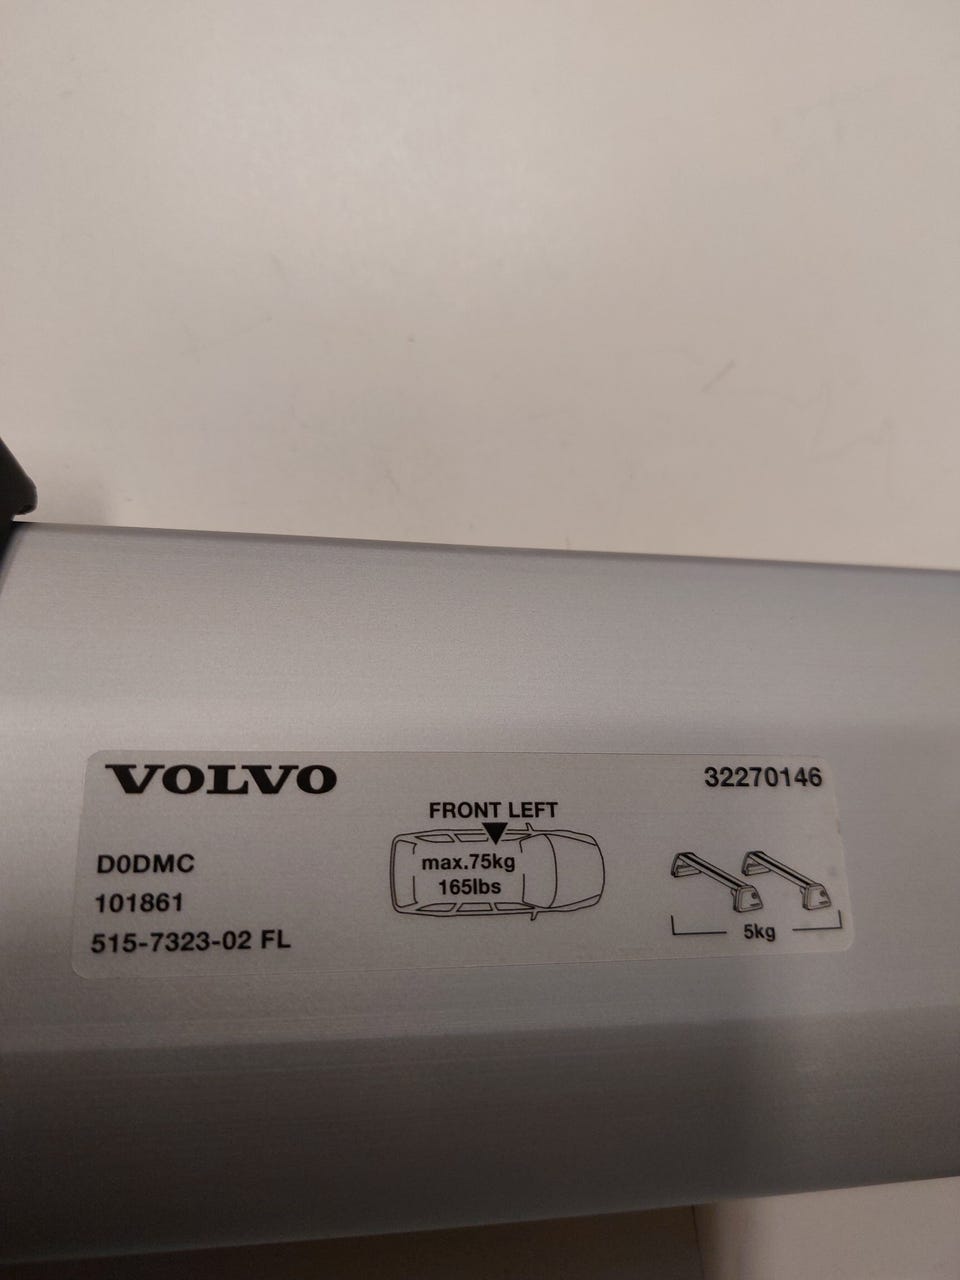 VOLVO
32270146
FRONT LEFT
D0DMC
max.75kg
165lbs
101861
515-7323-02 FL
5kg